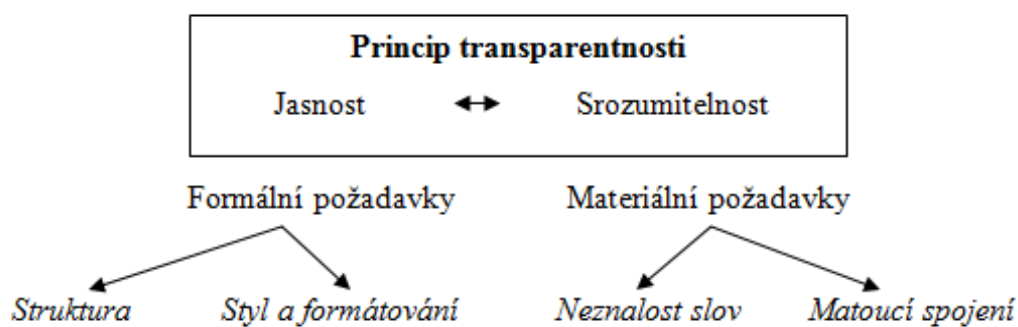 Princip transparentnosti
Jasnost Srozumitelnost
Formální požadavky Materiální požadavky
Struktura Styl a formátování Neznalost slov Matoucí spojení